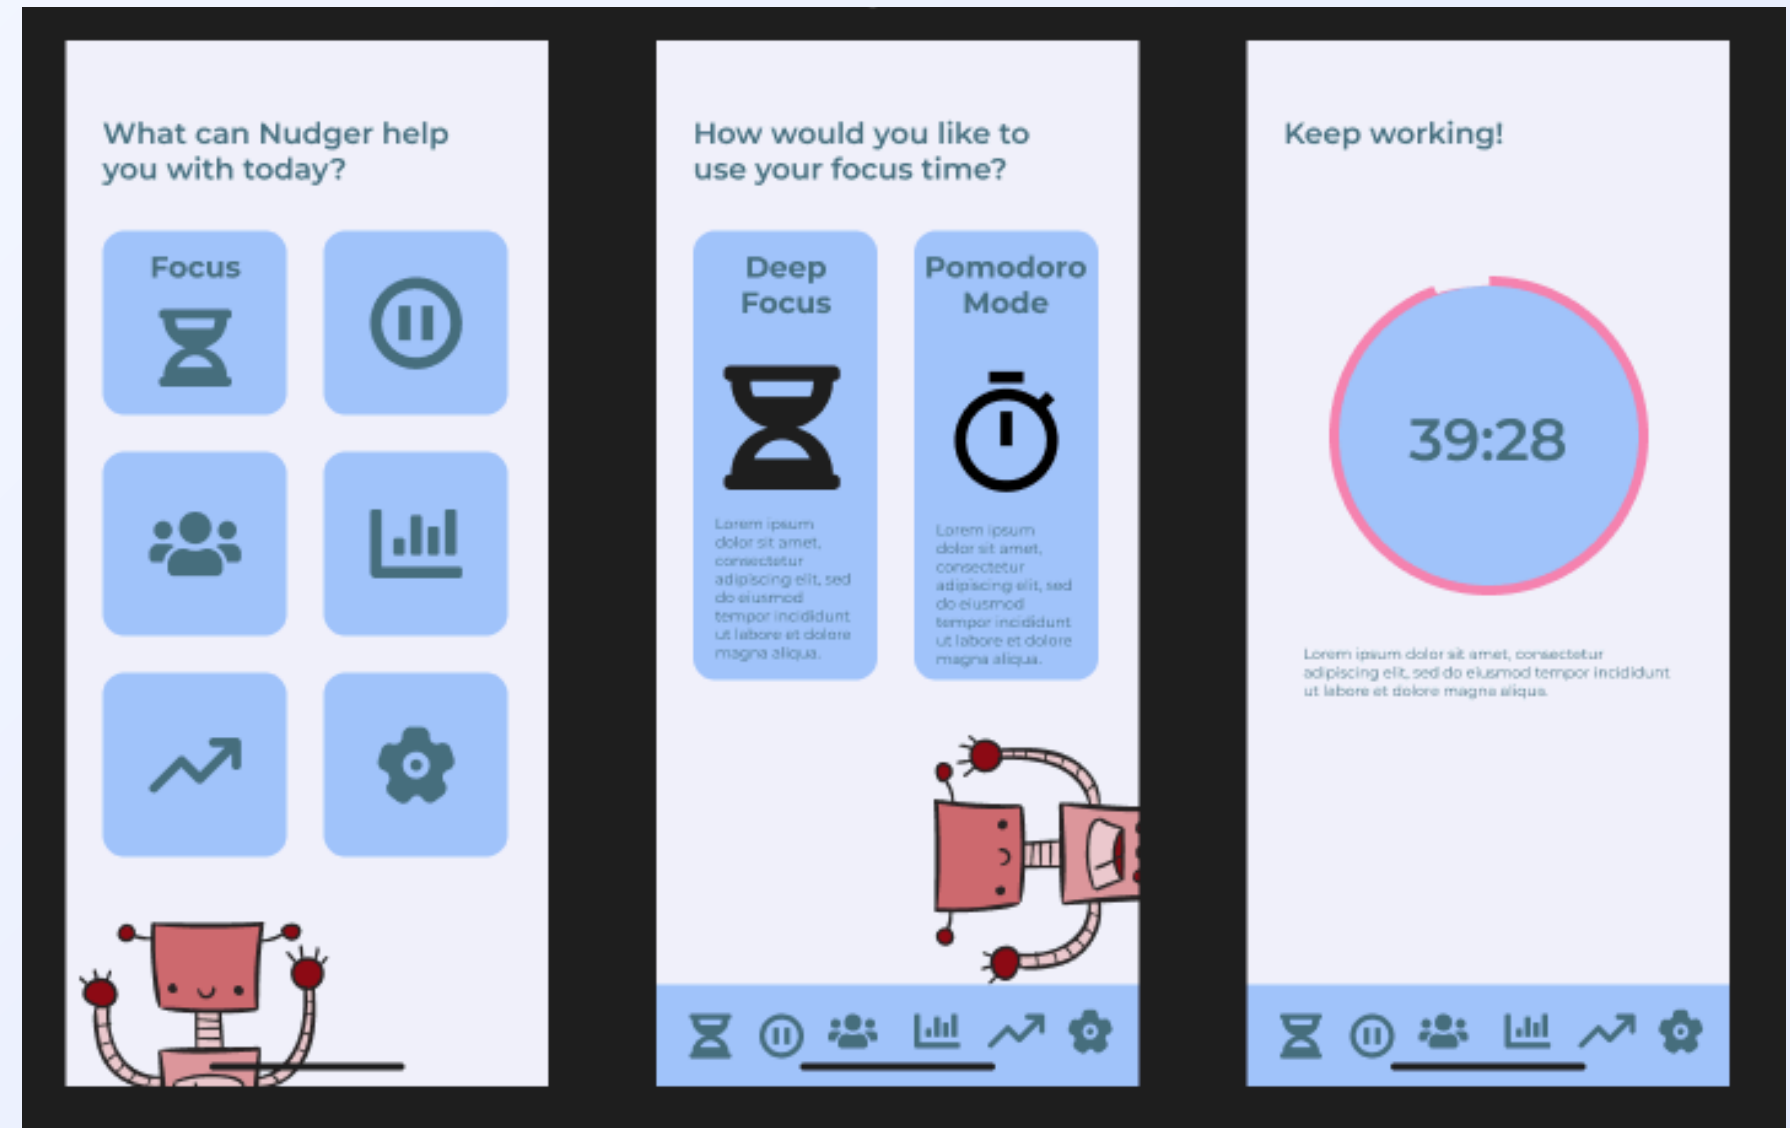 What can Nudger help
you with today?
Focus
How would you like to
use your focus time?
Deep
Focus
Lorem ipsum
dolor sit amet,
consectetur
adipiscing elit, sed
do eiusmod
tempor incididunt
ut labore et dolore
magna aliqua.
Pomodoro
Mode
Lorem ipsum
dolor sit amet,
consectetur
adipiscing elit, sed
do eiusmod
tempor incididunt
ut labore et dolore
magna aliqua.
Keep working!
39:28
Lorem ipsum dolor sit amet, consectetur
adipiscing elit, sed do eiusmod tempor incididunt
ut labore et dolore magna aliqua.